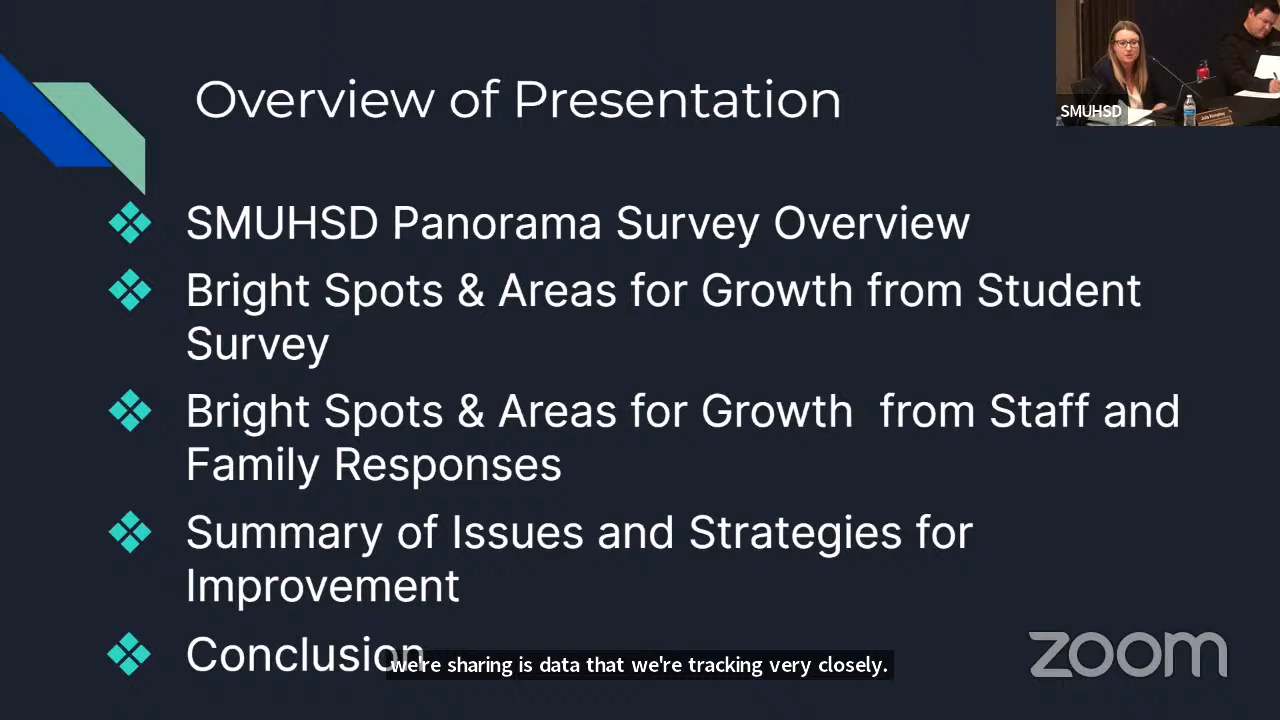 Overview of Presentation
SMUHSD
SMUHSD Panorama Survey Overview
Bright Spots & Areas for Growth from Student
Survey
Bright Spots & Areas for Growth  from Staff and
Family Responses
Summary of Issues and Strategies for
Improvement
Conclusion
we're sharing is data that we're tracking very closely.
zoom